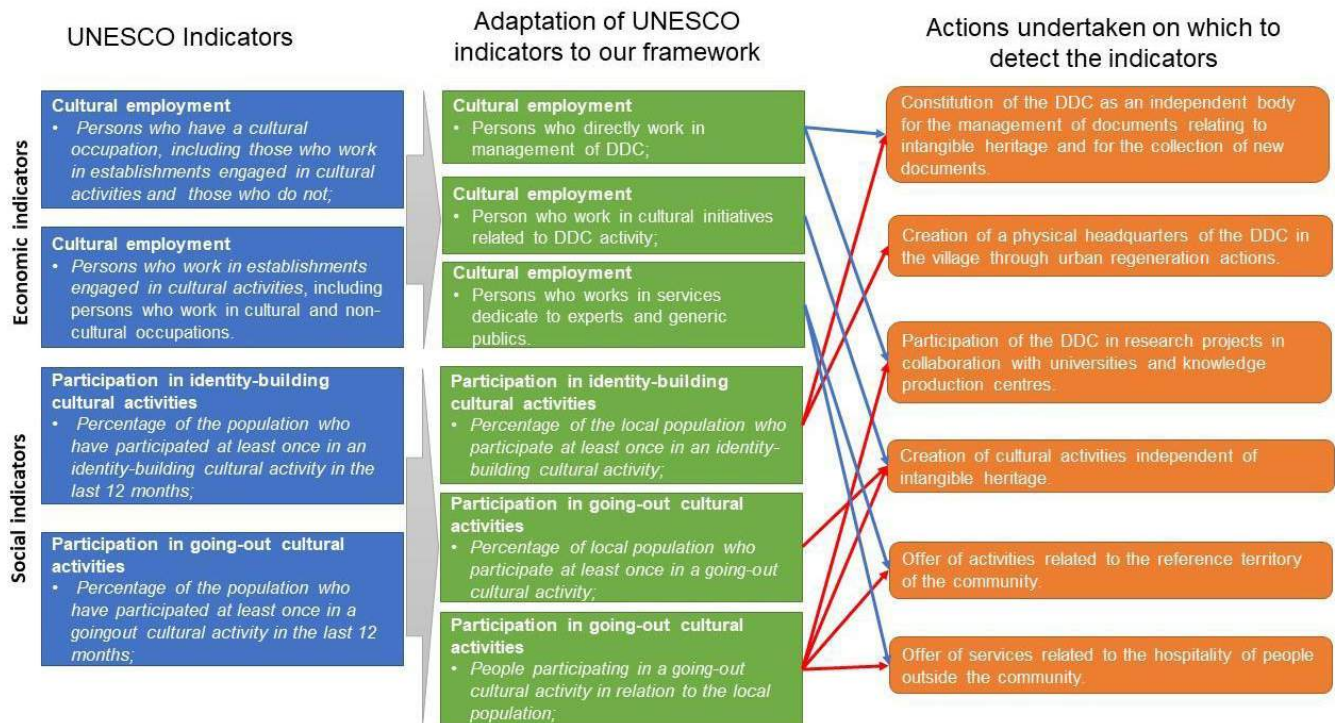 UNESCO Indicators
Adaptation of UNESCO
indicators to our framework
Actions undertaken on which to
detect the indicators
Economic indicators
Cultural employment
• Persons who have a cultural
occupation, including those who work
in establishments engaged in cultural
activities and those who do not;
Cultural employment
• Persons who work in establishments
engaged in cultural activities, including
persons who work in cultural and non-
cultural occupations.
Social indicators
Participation in identity-building
cultural activities
• Percentage of the population who
have participated at least once in an
identity-building cultural activity in the
last 12 months;
Participation in going-out cultural
activities
• Percentage of the population who
have participated at least once in a
goingout cultural activity in the last 12
months;
Cultural employment
• Persons who directly work in
management of DDC;
Cultural employment
• Person who work in cultural initiatives
related to DDC activity;
Cultural employment
• Persons who works in services
dedicate to experts and generic
publics.
Participation in identity-building
cultural activities
• Percentage of the local population who
participate at least once in an identity-
building cultural activity;
Participation in going-out cultural
activities
• Percentage of local population who
participate at least once in a going-out
cultural activity;
Participation in going-out cultural
activities
• People participating in a going-out
cultural activity in relation to the local
population;
Constitution of the DDC as an independent body
for the management of documents relating to
intangible heritage and for the collection of new
documents.
Creation of a physical headquarters of the DDC in
the village through urban regeneration actions.
Participation of the DDC in research projects in
collaboration with universities and knowledge
production centres.
Creation of cultural activities independent of
intangible heritage.
Offer of activities related to the reference territory
of the community.
Offer of services related to the hospitality of people
outside the community.